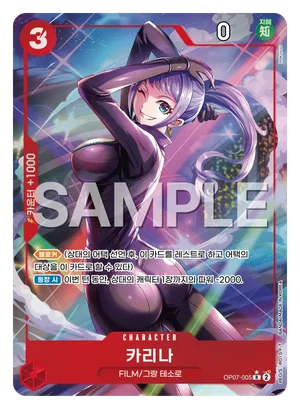 3
0
지혜
知
카운터 +1000
SAMPLE
블로커 (상대의 어택 선언 후, 이 카드를 레스트로 하고 어택의
대상을 이 카드로 할 수 있다)
등장 시 이번 턴 동안, 상대의 캐릭터 1장까지의 파워 -2000.
CHARACTER
카리나
FILM/그랑 테소로
OP07-005 R 2